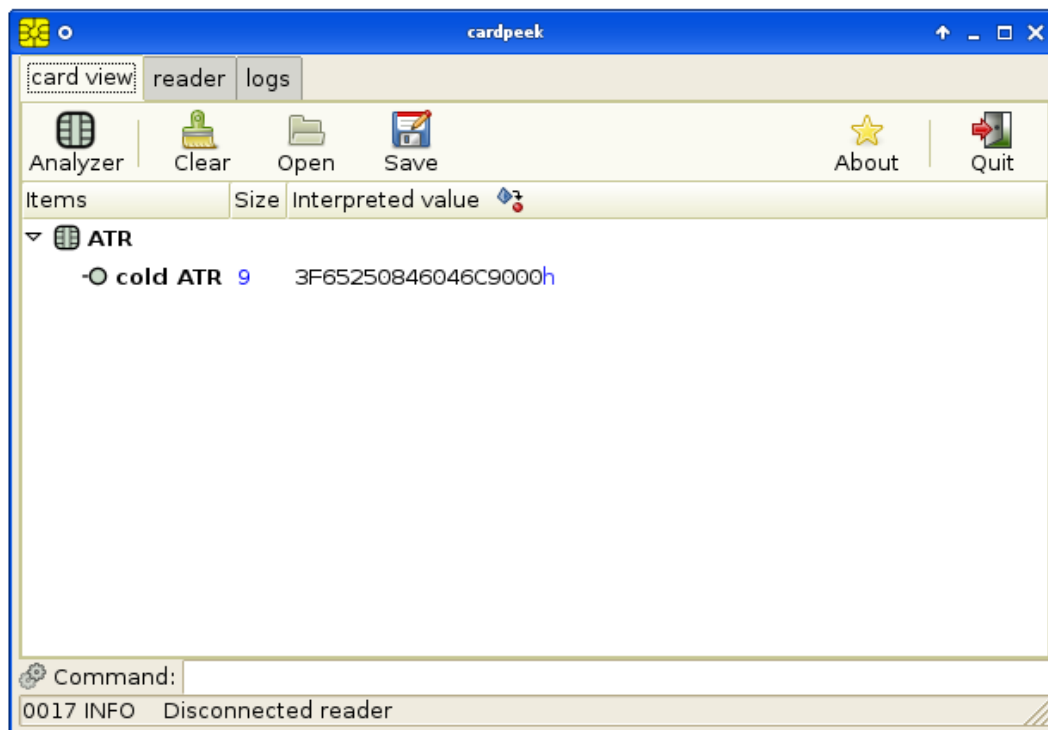 cardpeek
card view reader logs
Analyzer Clear Open Save About Quit
Items Size Interpreted value
ATR
cold ATR 9 3F65250846046C9000h
Command:
0017 INFO Disconnected reader